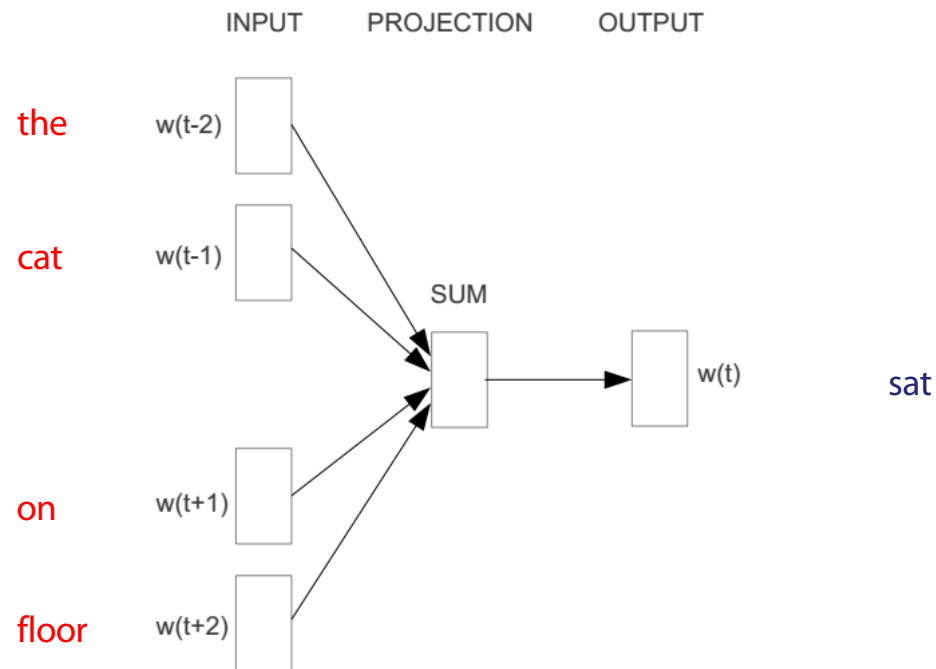 INPUT PROJECTION OUTPUT
the w(t-2)
cat w(t-1)
SUM
w(t) sat
on w(t+1)
floor w(t+2)